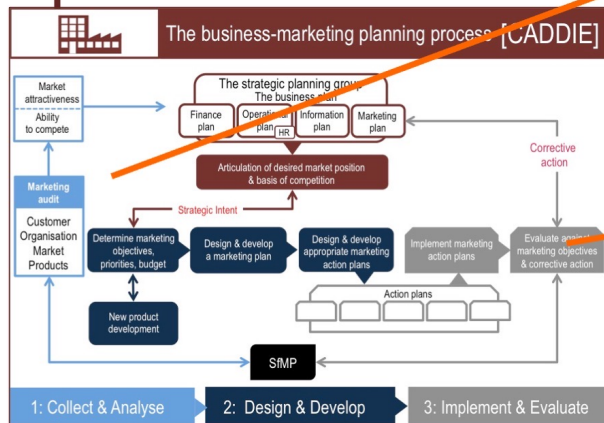 The business-marketing planning process [CADDIE]
Market
attractiveness
Ability
to compete
The strategic planning group
The business plan
Finance
plan
Operational
plan
HR
Information
plan
Marketing
plan
Articulation of desired market position
& basis of competition
Corrective
action
Marketing
audit
Customer
Organisation
Market
Products
Strategic Intent
Determine marketing
objectives,
priorities, budget
Design & develop
a marketing plan
Design & develop
appropriate marketing
action plans
Implement marketing
action plans
Evaluate against
marketing objectives
& corrective action
New product
development
Action plans
SfMP
1: Collect & Analyse
2: Design & Develop
3: Implement & Evaluate